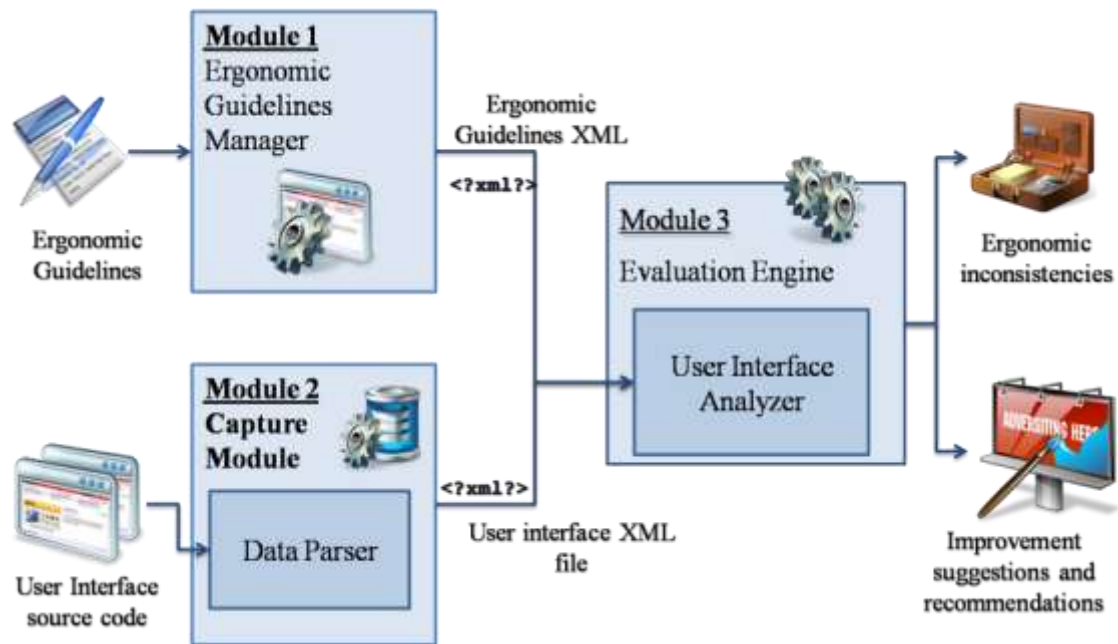 Module 1
Ergonomic
Guidelines
Manager
Ergonomic
Guidelines
Ergonomic
Guidelines XML
<?xml?>
Module 2
Capture
Module
Data Parser
User Interface
source code
<?xml?>
User interface XML
file
Module 3
Evaluation Engine
User Interface
Analyzer
Ergonomic
inconsistencies
ADVERSITING HERE
Improvement
suggestions and
recommendations